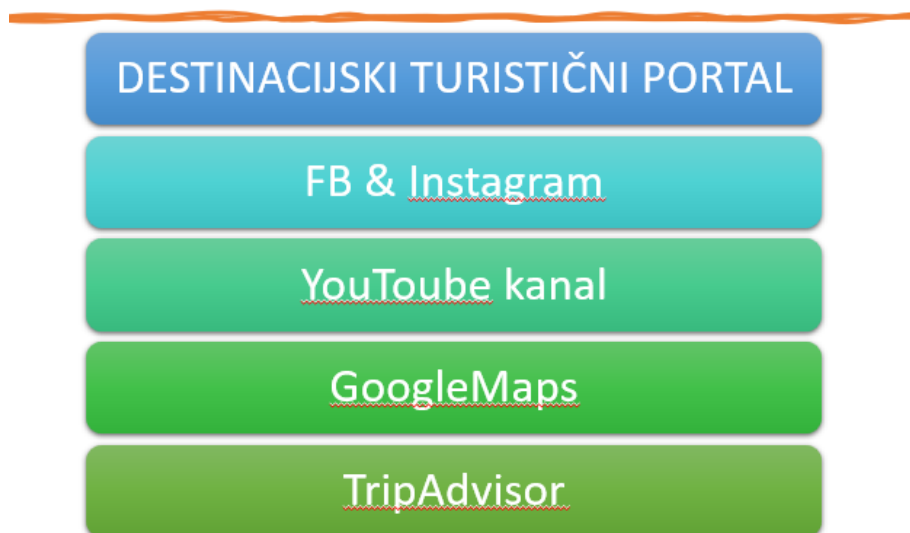 DESTINACIJSKI TURISTIČNI PORTAL
FB & Instagram
YouToube kanal
GoogleMaps
TripAdvisor